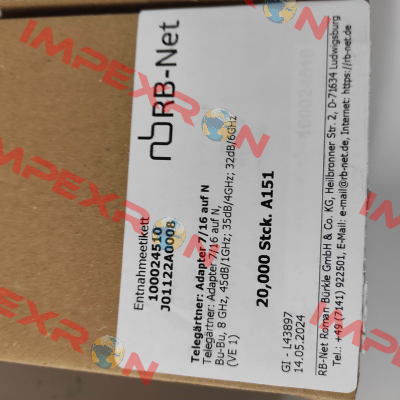 RB-Net
Entnahmeetikett
100024510
J01122A0008
Telegärtner: Adapter 7/16 auf N
Telegärtner: Adapter 7/16 auf N,
Bu-Bu, 8 GHz, 45dB/1GHz; 35dB/4GHz; 32dB/6GHz
(VE 1)
20,000 Stck. A151
GI - L43897
14.05.2024
RB-Net Roman Bürkle GmbH & Co. KG, Heilbronner Str. 2, D-71634 Ludwigsburg
Tel.: +49 (7141) 922501, E-Mail: e-mail@rb-net.de, Internet: https://rb-net.de
IMPEXRON
IMPEXRON
IMPEXRON